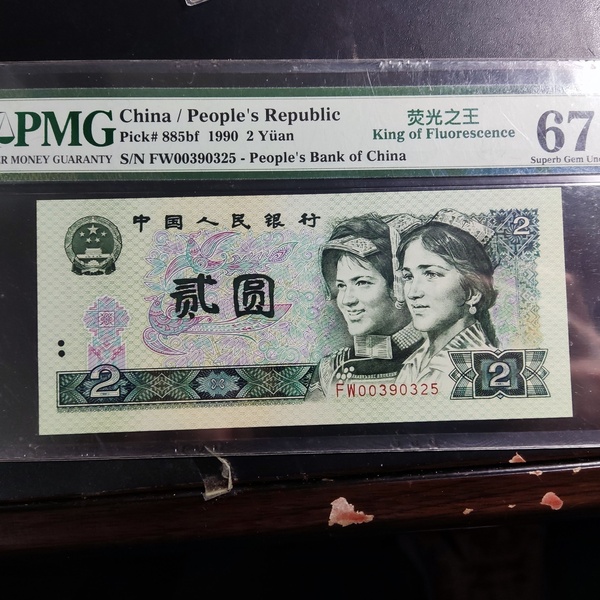 PMG
ER MONEY GUARANTY
China / People's Republic
Pick# 885bf 1990 2 Yüan
S/N FW00390325 - People's Bank of China
荧光之王
King of Fluorescence
67
Superb Gem Unc
中国人民银行
2
贰圆
2
FW00390325
2